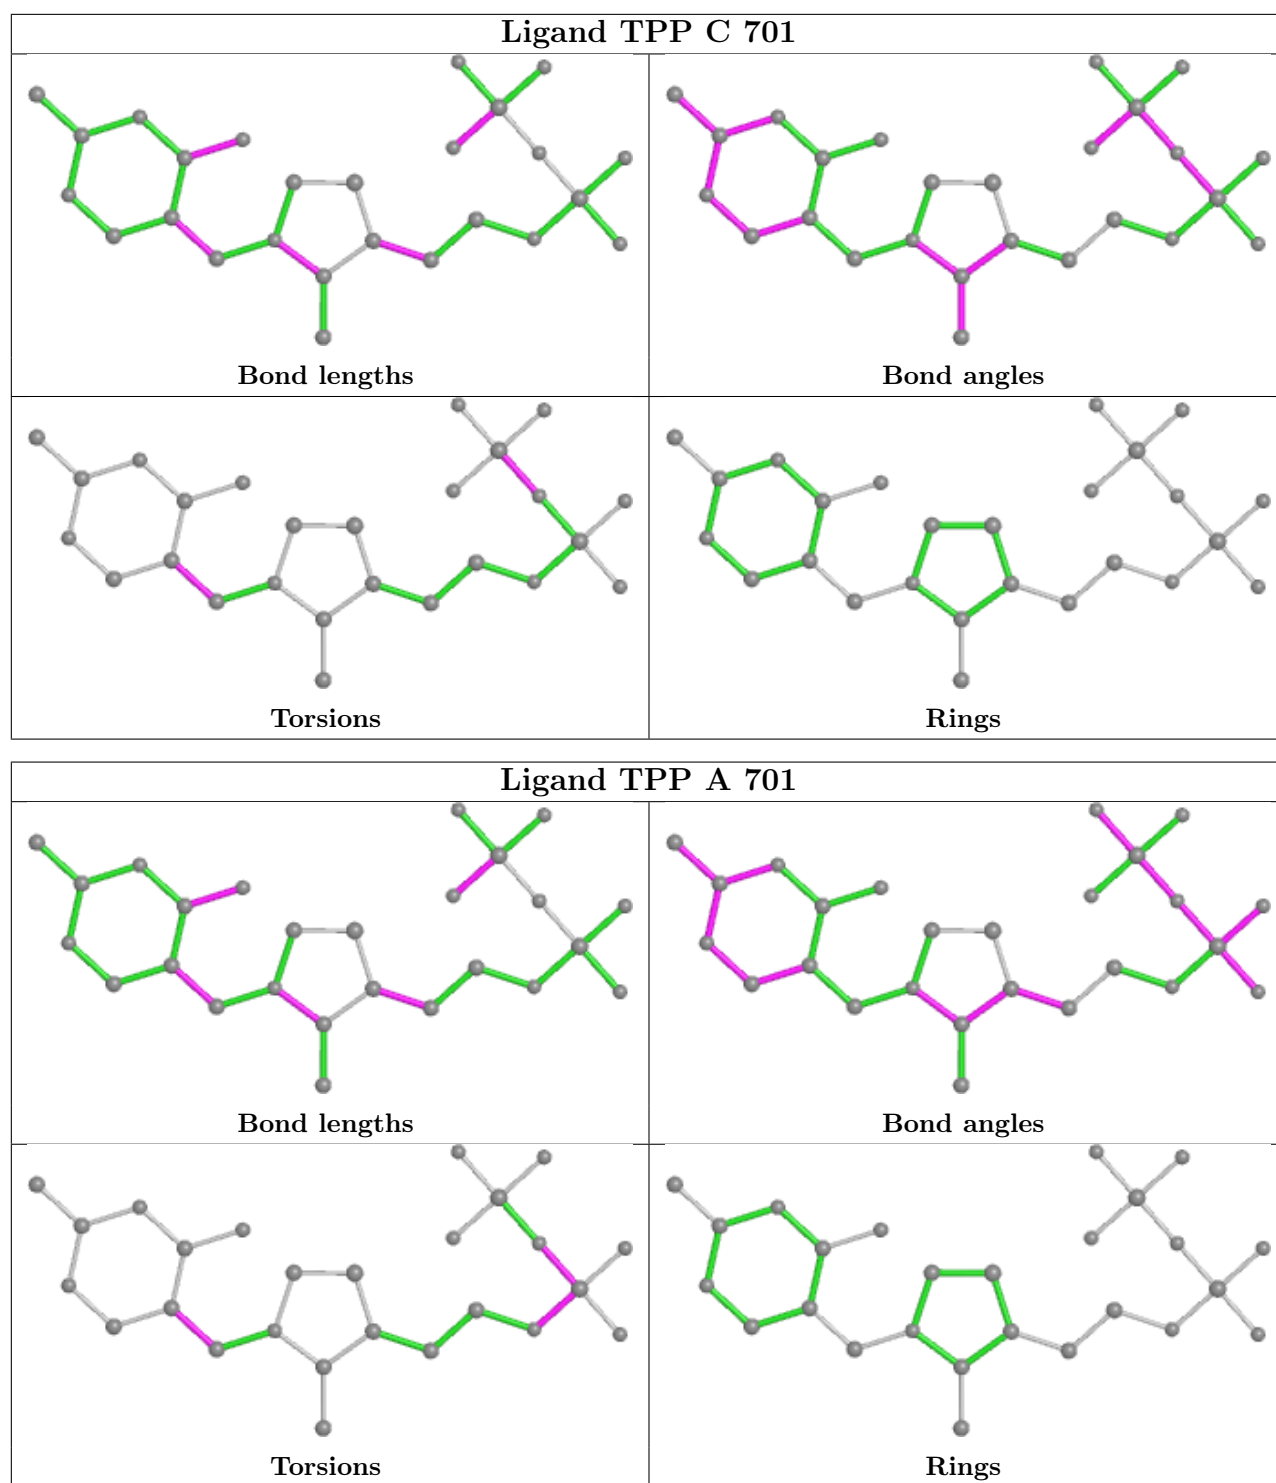 Ligand TPP C 701
Bond lengths
Bond angles
Torsions
Rings
Ligand TPP A 701
Bond lengths
Bond angles
Torsions
Rings